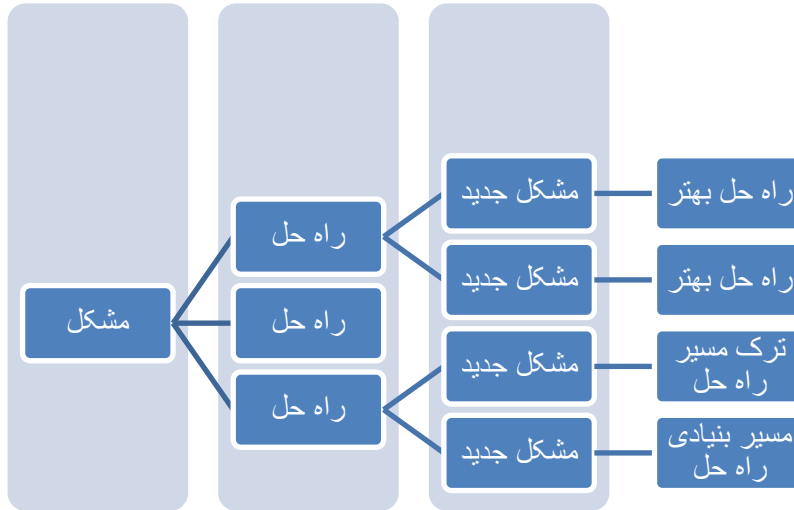 مشکل
راه حل
مشکل جدید
راه حل بهتر
مشکل جدید
راه حل بهتر
راه حل
راه حل
مشکل جدید
ترک مسیر
راه حل
مشکل جدید
مسیر بنیادی
راه حل